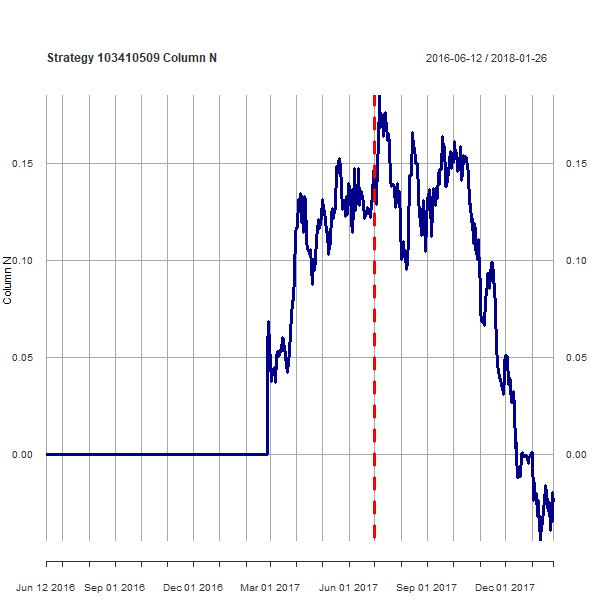 Strategy 103410509 Column N 2016-06-12 / 2018-01-26
0.15 0.15
0.10 0.10
Column N
0.05 0.05
0.00 0.00
Jun 12 2016 Sep 01 2016 Dec 01 2016 Mar 01 2017 Jun 01 2017 Sep 01 2017 Dec 01 2017